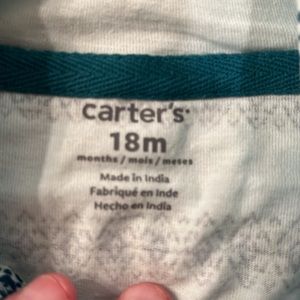 carter's
18m
months / mois / meses
Made in India
Fabriqué en Inde
Hecho en India